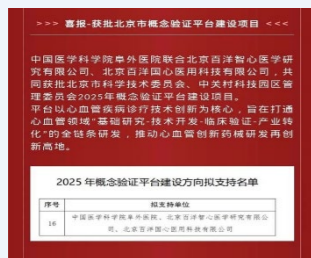 >>> 喜报-获批北京市概念验证平台建设项目 <<<
中国医学科学院阜外医院联合北京百洋智心医学研
究有限公司、北京百洋国心医用科技有限公司，共
同获批北京市科学技术委员会、中关村科技园区管
理委员会2025年概念验证平台建设项目。
平台以心血管疾病诊疗技术创新为核心，旨在打通
心血管领域“基础研究-技术开发-临床验证-产业转
化”的全链条研发，推动心血管创新药械研发再创
新高地。
2025 年概念验证平台建设方向拟支持名单
序号 拟支持单位
16 中国医学科学院阜外医院、北京百洋智心医学研究有限公
司、北京百洋国心医用科技有限公司